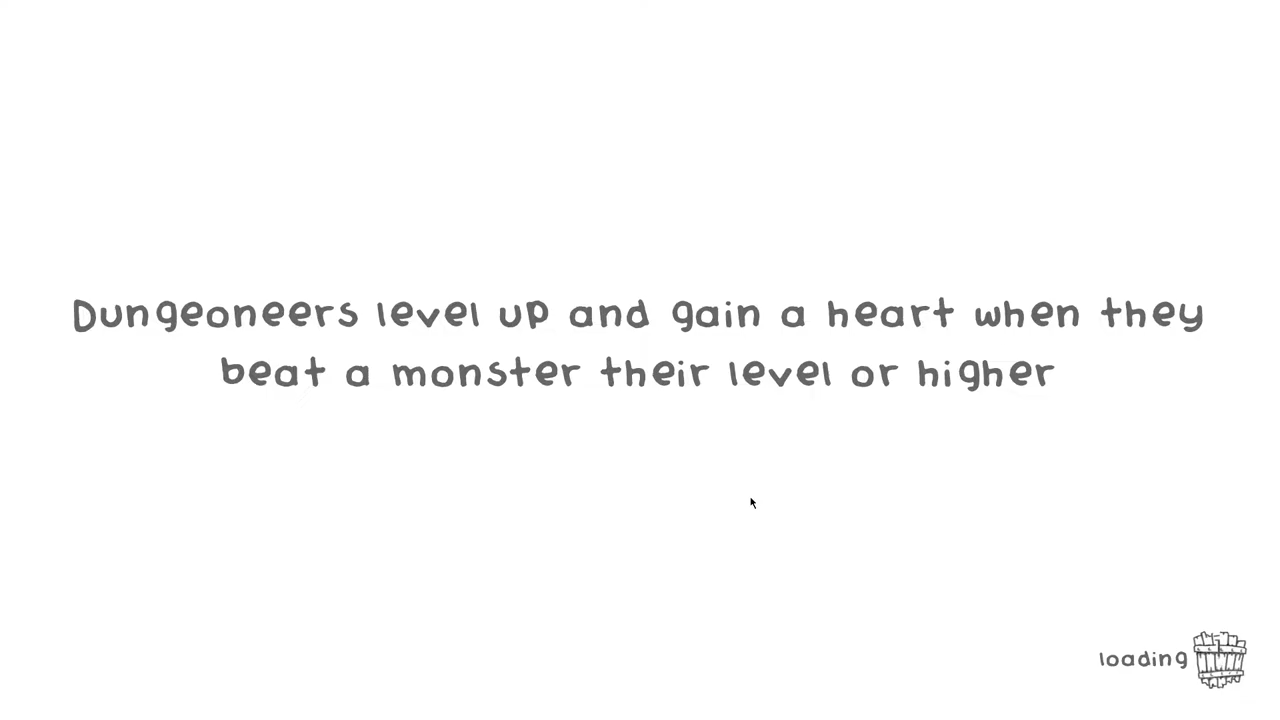 Dungeoneers level up and gain a heart when they
beat a monster their level or higher
loading